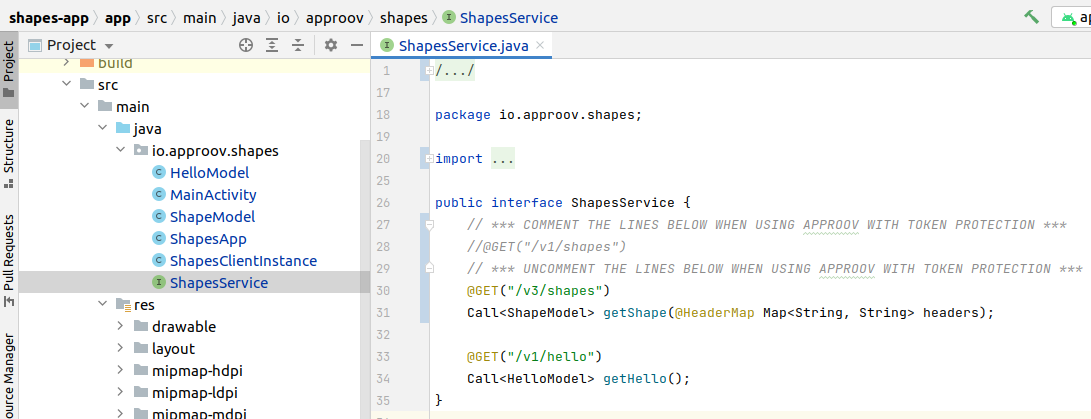 shapes-app app src main java io approov shapes ShapesService
Project
ShapesService.java
build
src
main
java
io.approov.shapes
HelloModel
MainActivity
ShapeModel
ShapesApp
ShapesClientInstance
ShapesService
res
drawable
layout
mipmap-hdpi
mipmap-ldpi
mipmap-mdpi
Project
Structure
Pull Requests
1 /.../
17
18 package io.approov.shapes;
19
20 import ...
25
26 public interface ShapesService {
27 // *** COMMENT THE LINES BELOW WHEN USING APPROOV WITH TOKEN PROTECTION ***
28 //@GET("/v1/shapes")
29 // *** UNCOMMENT THE LINES BELOW WHEN USING APPROOV WITH TOKEN PROTECTION ***
30 @GET("/v3/shapes")
31 Call<ShapeModel> getShape(@HeaderMap Map<String, String> headers);
32
33 @GET("/v1/hello")
34 Call<HelloModel> getHello();
35 }